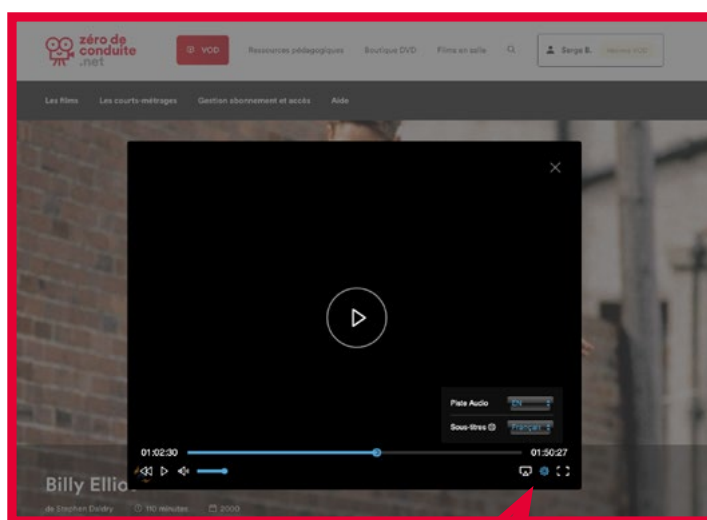 zéro de
conduite
.net
VOD
Ressources pédagogiques
Boutique DVD
Films en salle
Serge B.
Les films
Les courts-métrages
Gestion abonnement et accès
Aide
Piste Audio EN
Sous-titres Français
01:02:30
01:50:27
Billy Ellio
de Stephen Daldry
110 minutes
2000